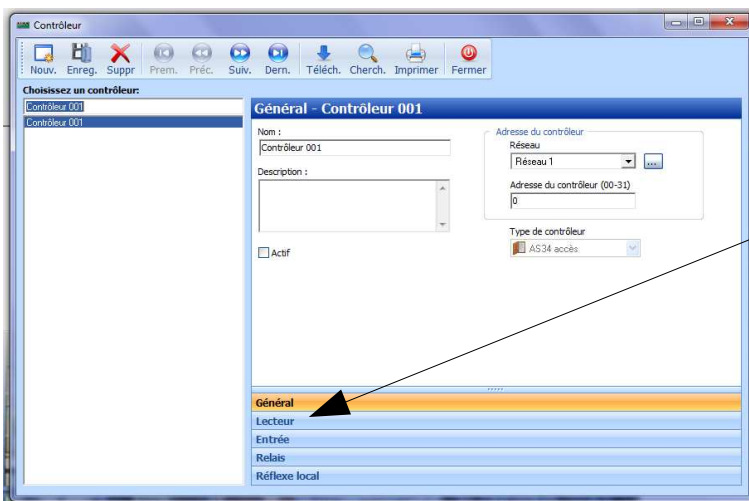 Contrôleur
Nouv. Enreg. Suppr Prem. Préc. Suiv. Dern. Téléch. Cherch. Imprimer Fermer
Choisissez un contrôleur:
Contrôleur 001
Contrôleur 001
Général - Contrôleur 001
Nom :
Contrôleur 001
Description :
Actif
Adresse du contrôleur
Réseau
Réseau 1
...
Adresse du contrôleur (00-31)
0
Type de contrôleur
AS34 accès
Général
Lecteur
Entrée
Relais
Réflexe local